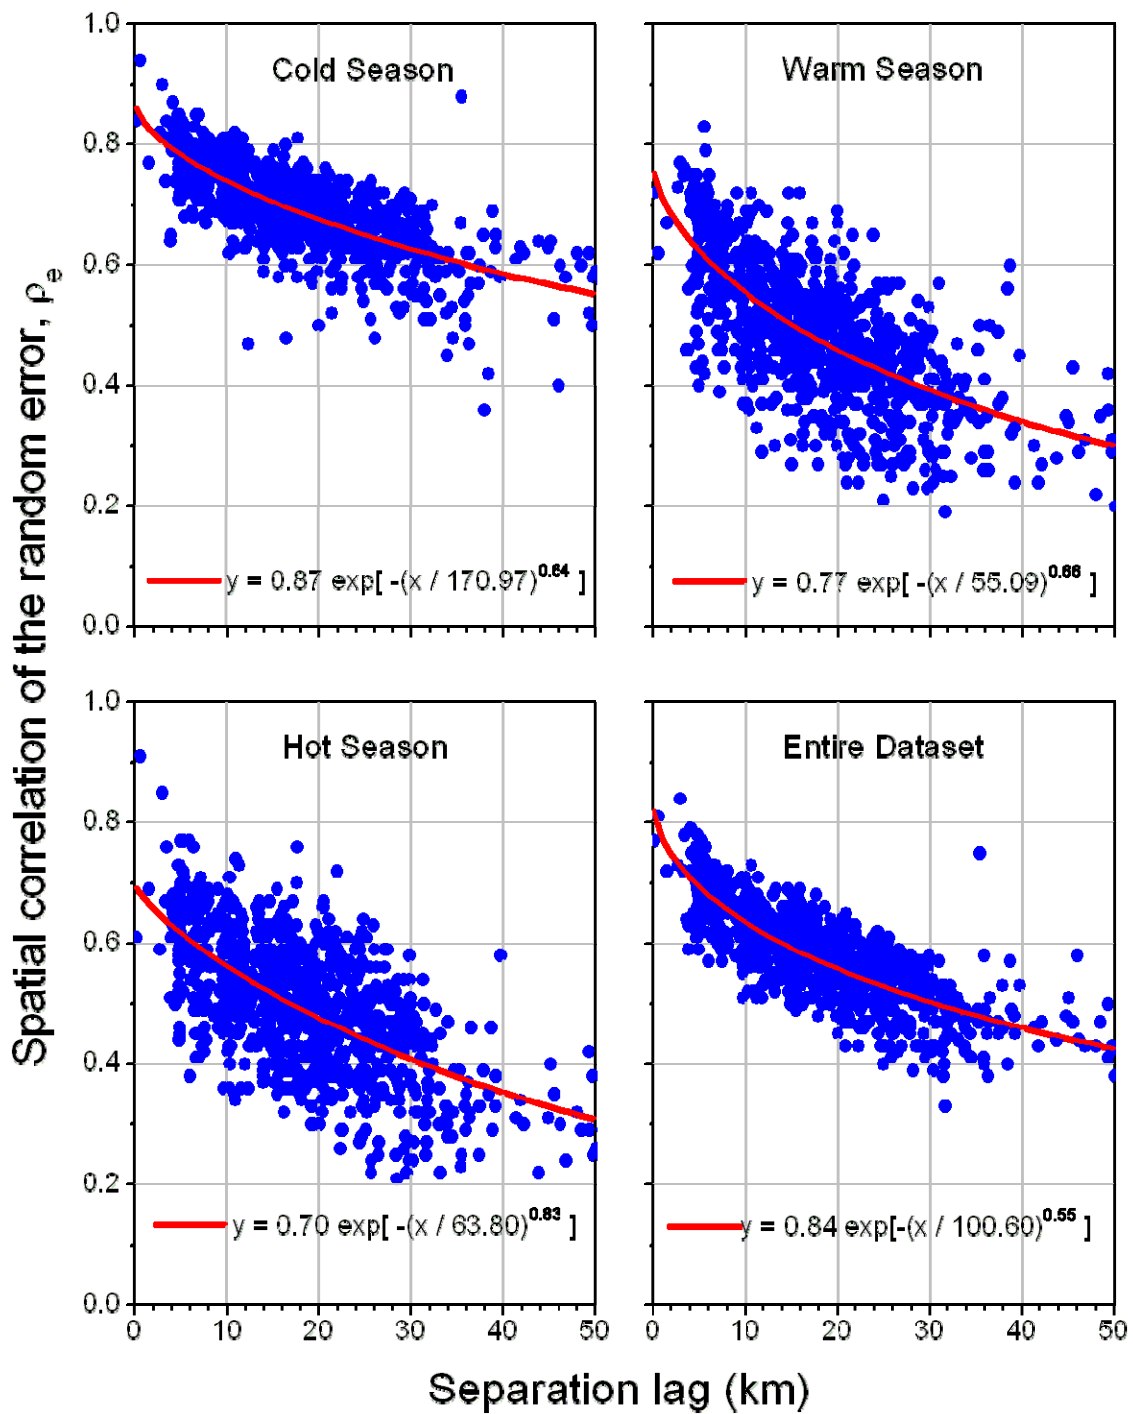 Spatial correlation of the random error, ρe
Cold Season
1.0
0.8
0.6
0.4
0.2
0.0
y = 0.87 exp[ -(x / 170.97)^0.64 ]
Warm Season
y = 0.77 exp[ -(x / 55.09)^0.66 ]
Hot Season
1.0
0.8
0.6
0.4
0.2
0.0
y = 0.70 exp[ -(x / 63.80)^0.83 ]
0 10 20 30 40 50
Entire Dataset
y = 0.84 exp[-(x / 100.60)^0.55 ]
0 10 20 30 40 50
Separation lag (km)